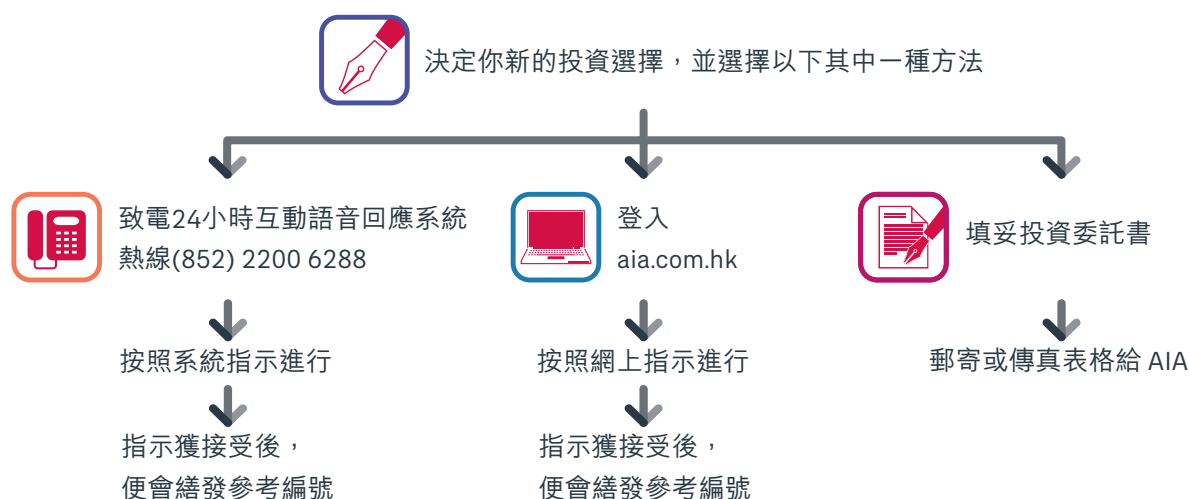 決定你新的投資選擇，並選擇以下其中一種方法
致電24小時互動語音回應系統
熱線(852) 2200 6288
按照系統指示進行
指示獲接受後，
便會繕發參考編號
登入
aia.com.hk
按照網上指示進行
指示獲接受後，
便會繕發參考編號
填妥投資委託書
郵寄或傳真表格給 AIA